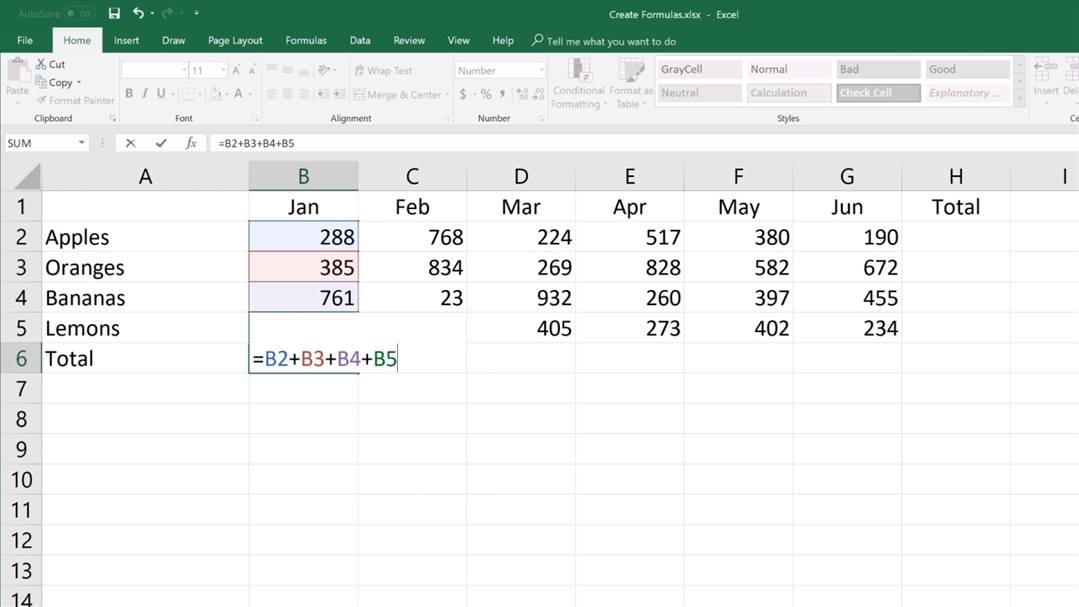 AutoSave Off
Create Formulas.xlsx - Excel
File Home Insert Draw Page Layout Formulas Data Review View Help Tell me what you want to do
Paste
Cut
Copy
Format Painter
Clipboard
11 A A
B I U A
Font
Wrap Text
Merge & Center
Alignment
Number
$ % ,
Number
Conditional Formatting
Format as Table
GrayCell Normal Bad Good
Neutral Calculation Check Cell Explanatory ...
Styles
Insert Del
Ce
SUM fx =B2+B3+B4+B5
A B C D E F G H I
1 Jan Feb Mar Apr May Jun Total
2 Apples 288 768 224 517 380 190
3 Oranges 385 834 269 828 582 672
4 Bananas 761 23 932 260 397 455
5 Lemons 405 273 402 234
6 Total =B2+B3+B4+B5
7
8
9
10
11
12
13
14